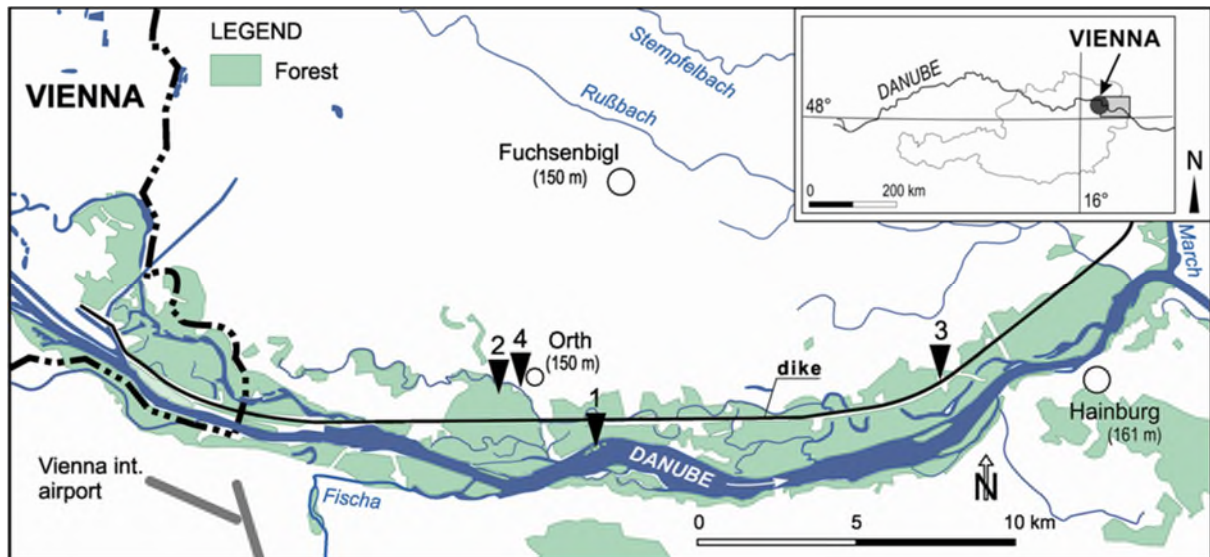 LEGEND
Forest
VIENNA
Stempfelbach
Rußbach
Fuchsenbigl
(150 m)
VIENNA
DANUBE
48°
0 200 km
16°
N
March
2 4 Orth
(150 m)
1
3
dike
DANUBE
Hainburg
(161 m)
Vienna int.
airport
Fischa
N
0 5 10 km